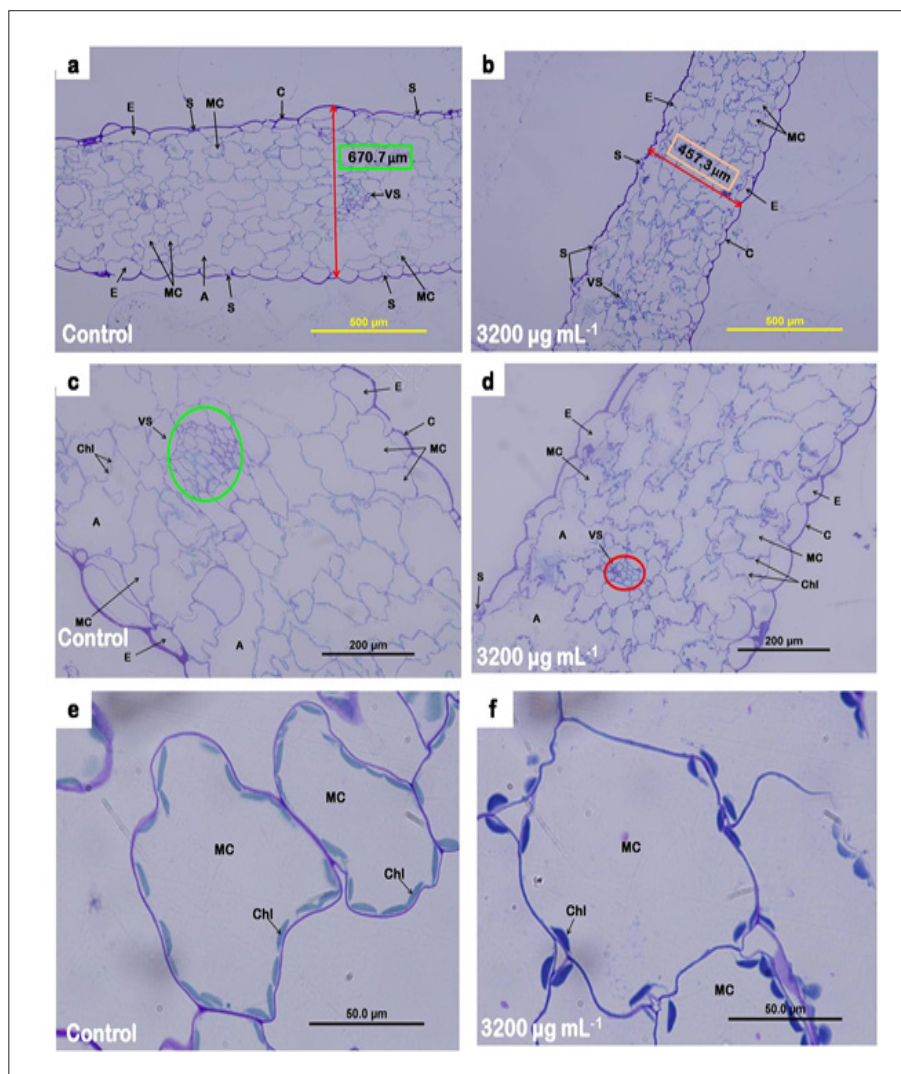 a
E
S
MC
C
S
670.7 µm
VS
E
MC
A
S
S
MC
Control
500 µm
b
E
MC
S
457.3 µm
E
C
S
VS
3200 µg mL-1
500 µm
c
E
VS
C
Chl
MC
A
MC
Control
E
A
200 µm
d
E
MC
E
A
C
VS
MC
Chl
S
A
3200 µg mL-1
200 µm
e
MC
MC
Chl
Chl
Control
50.0 µm
f
MC
Chl
MC
3200 µg mL-1
50.0 µm